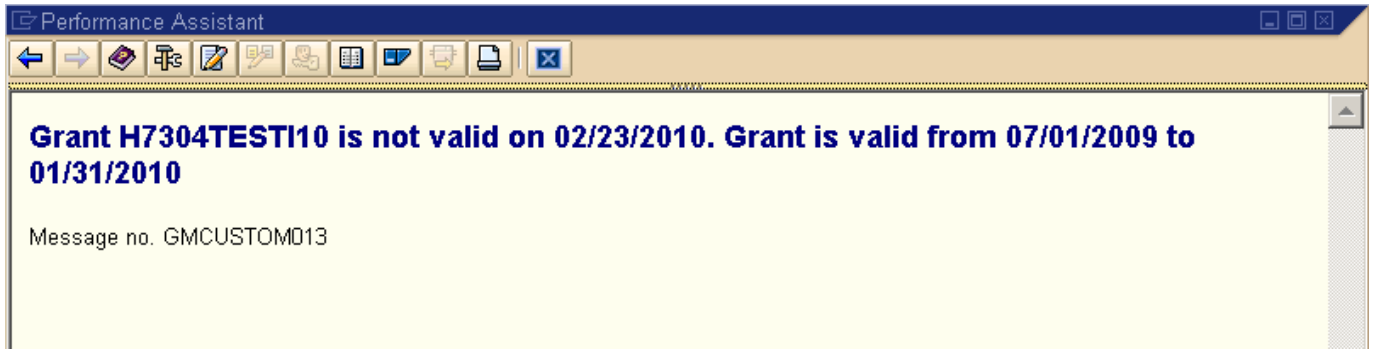 Performance Assistant
Grant H7304TESTI10 is not valid on 02/23/2010. Grant is valid from 07/01/2009 to
01/31/2010
Message no. GMCUSTOM013